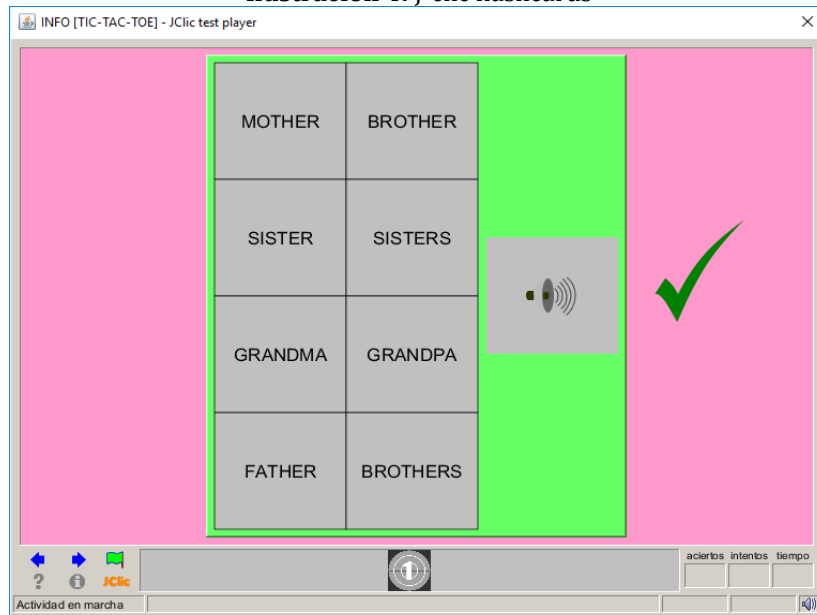 INFO [TIC-TAC-TOE] - JClic test player
MOTHER BROTHER
SISTER SISTERS
GRANDMA GRANDPA
FATHER BROTHERS
1
aciertos intentos tiempo
JClic
Actividad en marcha